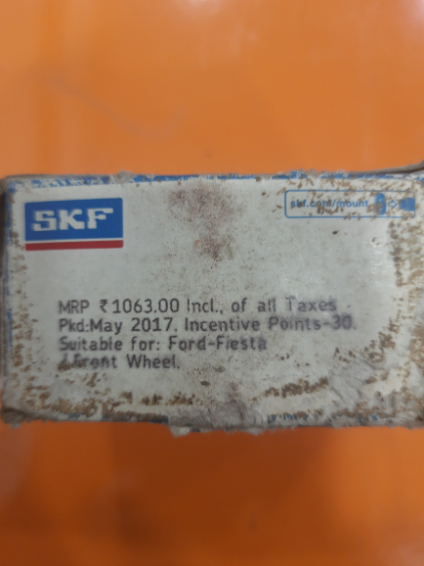 SKF
skf.com/mount
MRP ₹1063.00 Incl., of all Taxes
Pkd:May 2017, Incentive Points-30.
Suitable for: Ford-Fiesta
/Front Wheel.